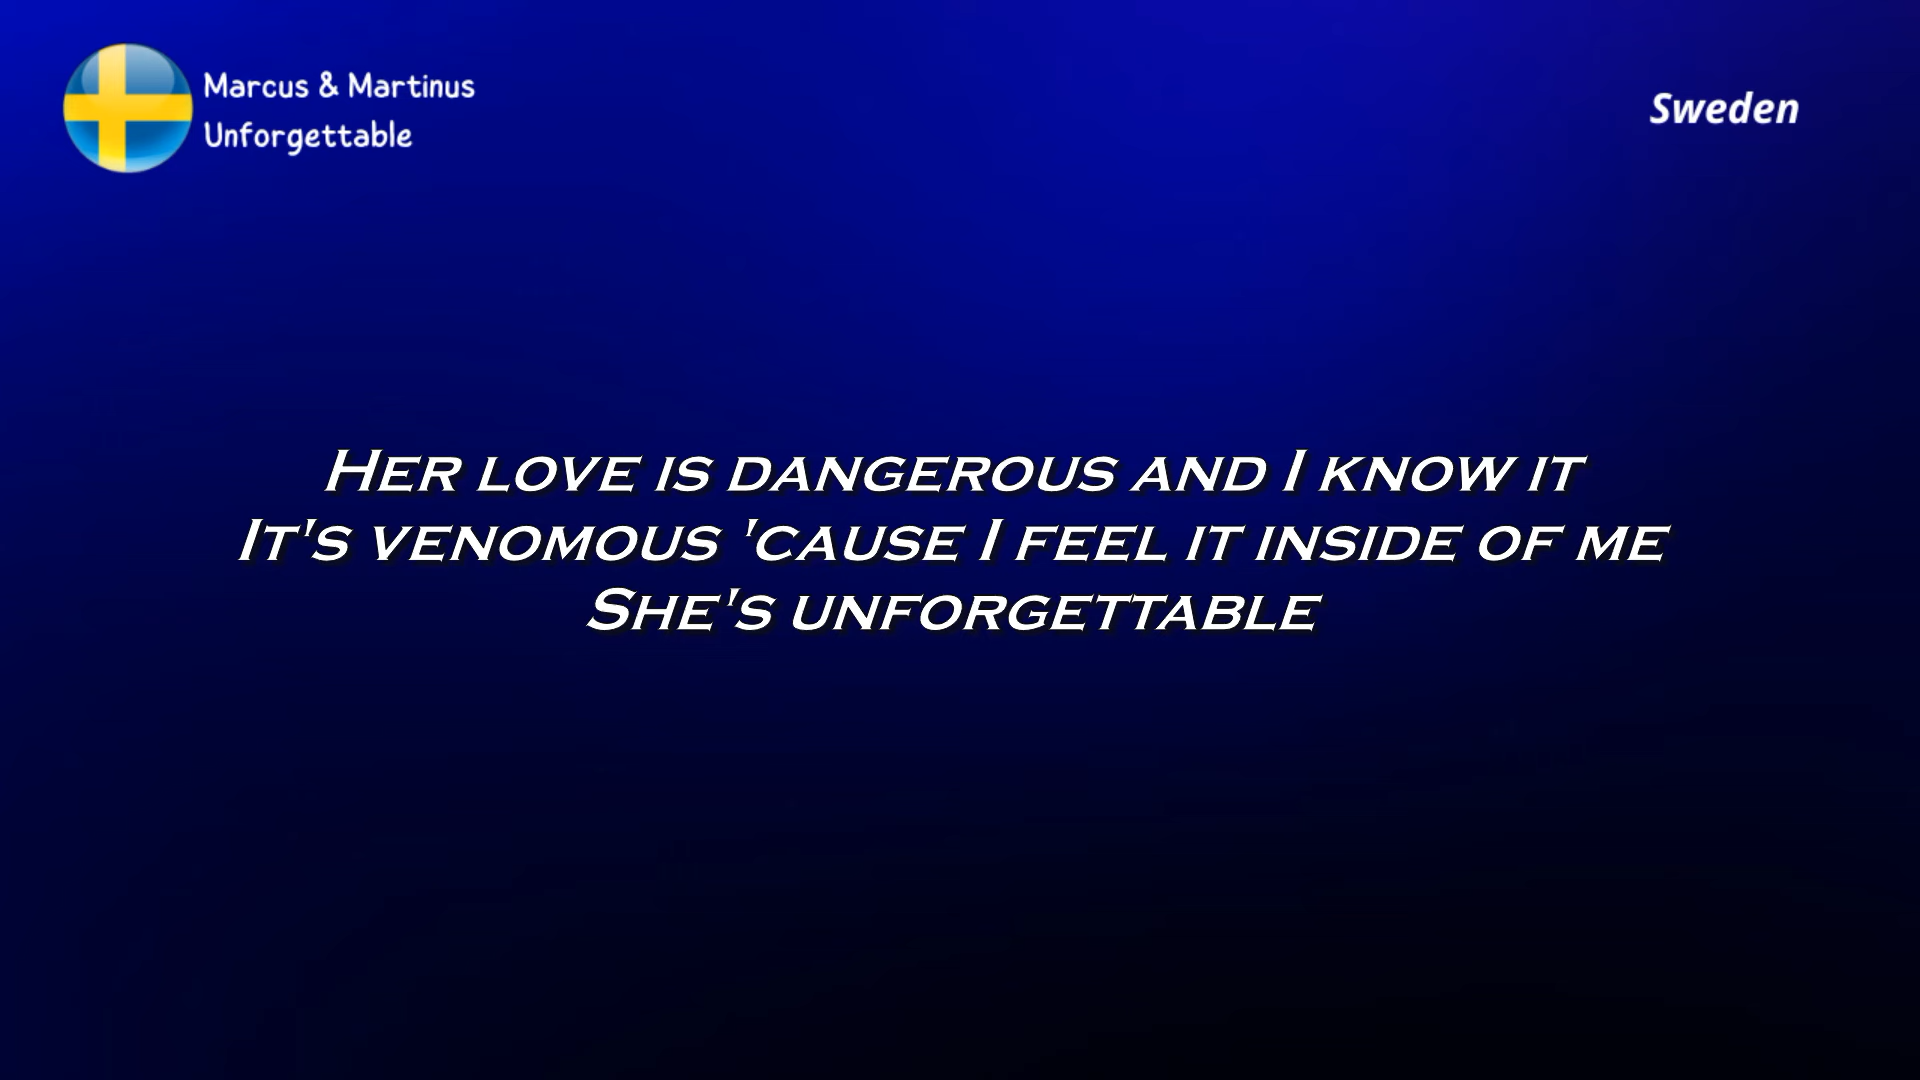 Marcus & Martinus
Unforgettable
Sweden
Her love is dangerous and I know it
It's venomous 'cause I feel it inside of me
She's unforgettable